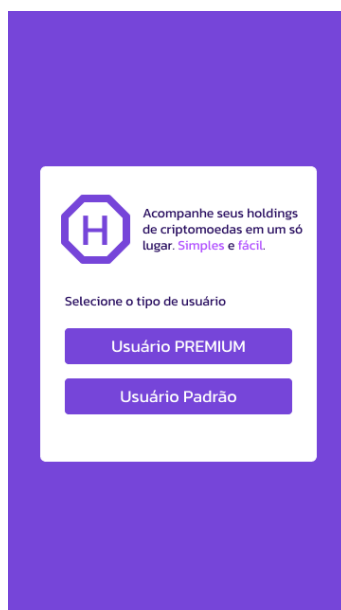 H
Acompanhe seus holdings
de criptomoedas em um só
lugar. Simples e fácil.
Selecione o tipo de usuário
Usuário PREMIUM
Usuário Padrão